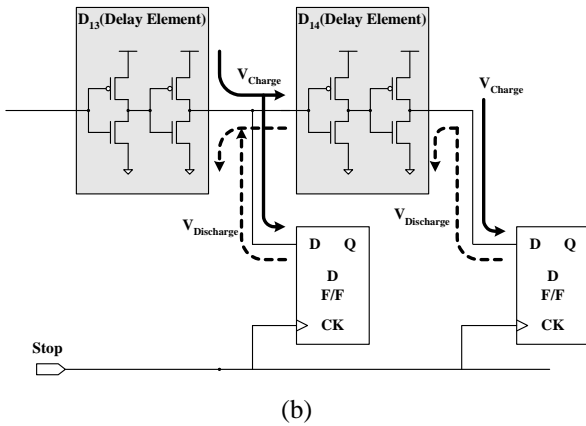 D13(Delay Element)
D14(Delay Element)
VCharge
VCharge
VDischarge
VDischarge
D Q
D
F/F
CK
D Q
D
F/F
CK
Stop
(b)